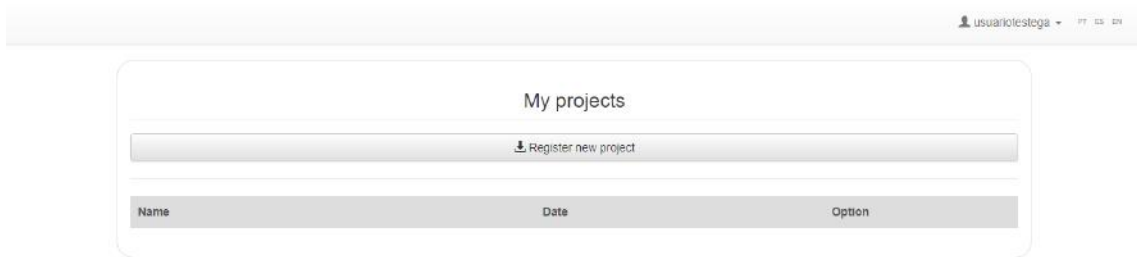 usuariotestega PT ES EN
My projects
Register new project
Name Date Option